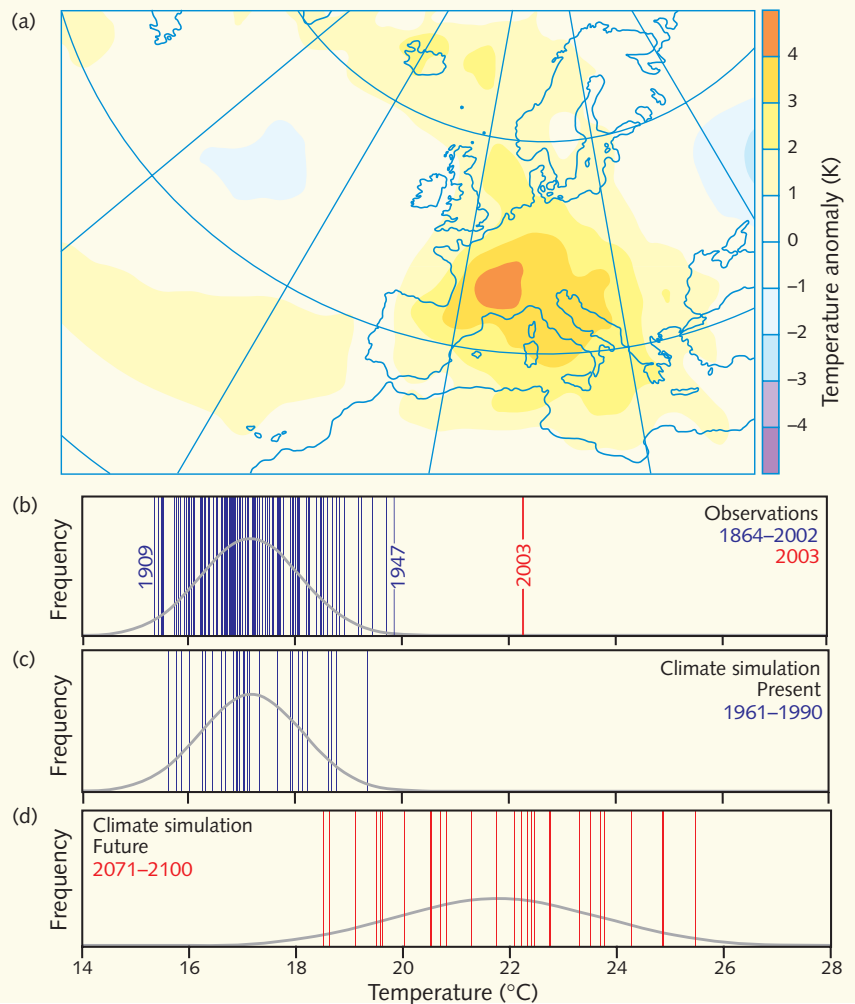 (a)
4
3
2
1
0
–1
–2
–3
–4
Temperature anomaly (K)
(b)
Frequency
1909
1947
2003
Observations
1864–2002
2003
(c)
Frequency
Climate simulation
Present
1961–1990
(d)
Frequency
Climate simulation
Future
2071–2100
14 16 18 20 22 24 26 28
Temperature (°C)